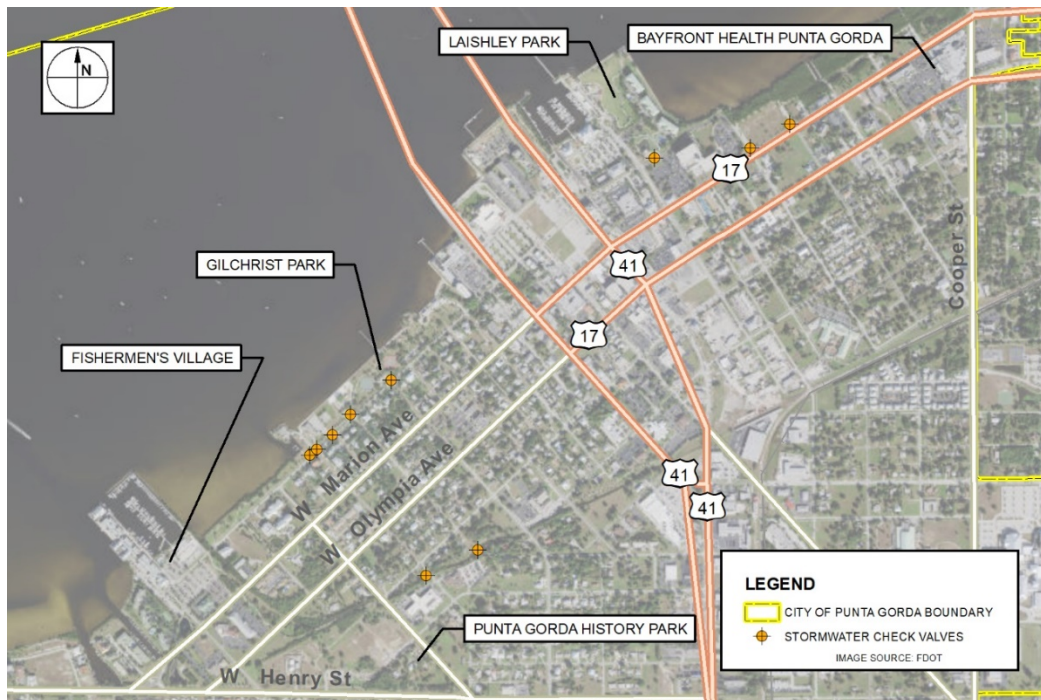 N
LAISHLEY PARK
BAYFRONT HEALTH PUNTA GORDA
17
Cooper St
41
GILCHRIST PARK
17
FISHERMEN'S VILLAGE
W Marion Ave
W Olympia Ave
41
41
PUNTA GORDA HISTORY PARK
W Henry St
LEGEND
CITY OF PUNTA GORDA BOUNDARY
STORMWATER CHECK VALVES
IMAGE SOURCE: FDOT